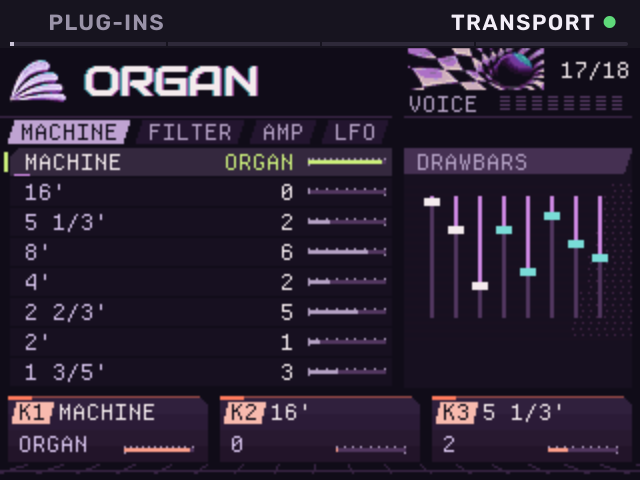 PLUG-INS TRANSPORT
ORGAN
17/18
VOICE
MACHINE FILTER AMP LFO
MACHINE ORGAN
DRAWBARS
16' 0
5 1/3' 2
8' 6
4' 2
2 2/3' 5
2' 1
1 3/5' 3
K1 MACHINE
ORGAN
K2 16'
0
K3 5 1/3'
2